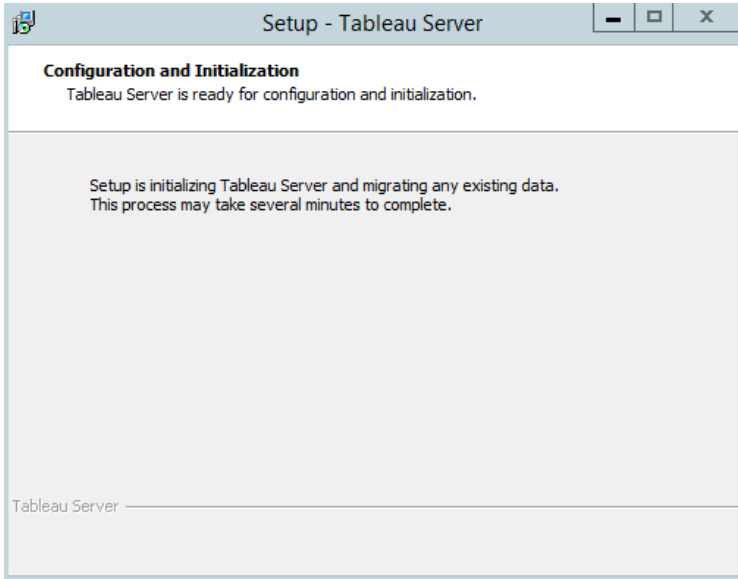 Setup - Tableau Server
Configuration and Initialization
Tableau Server is ready for configuration and initialization.
Setup is initializing Tableau Server and migrating any existing data.
This process may take several minutes to complete.
Tableau Server